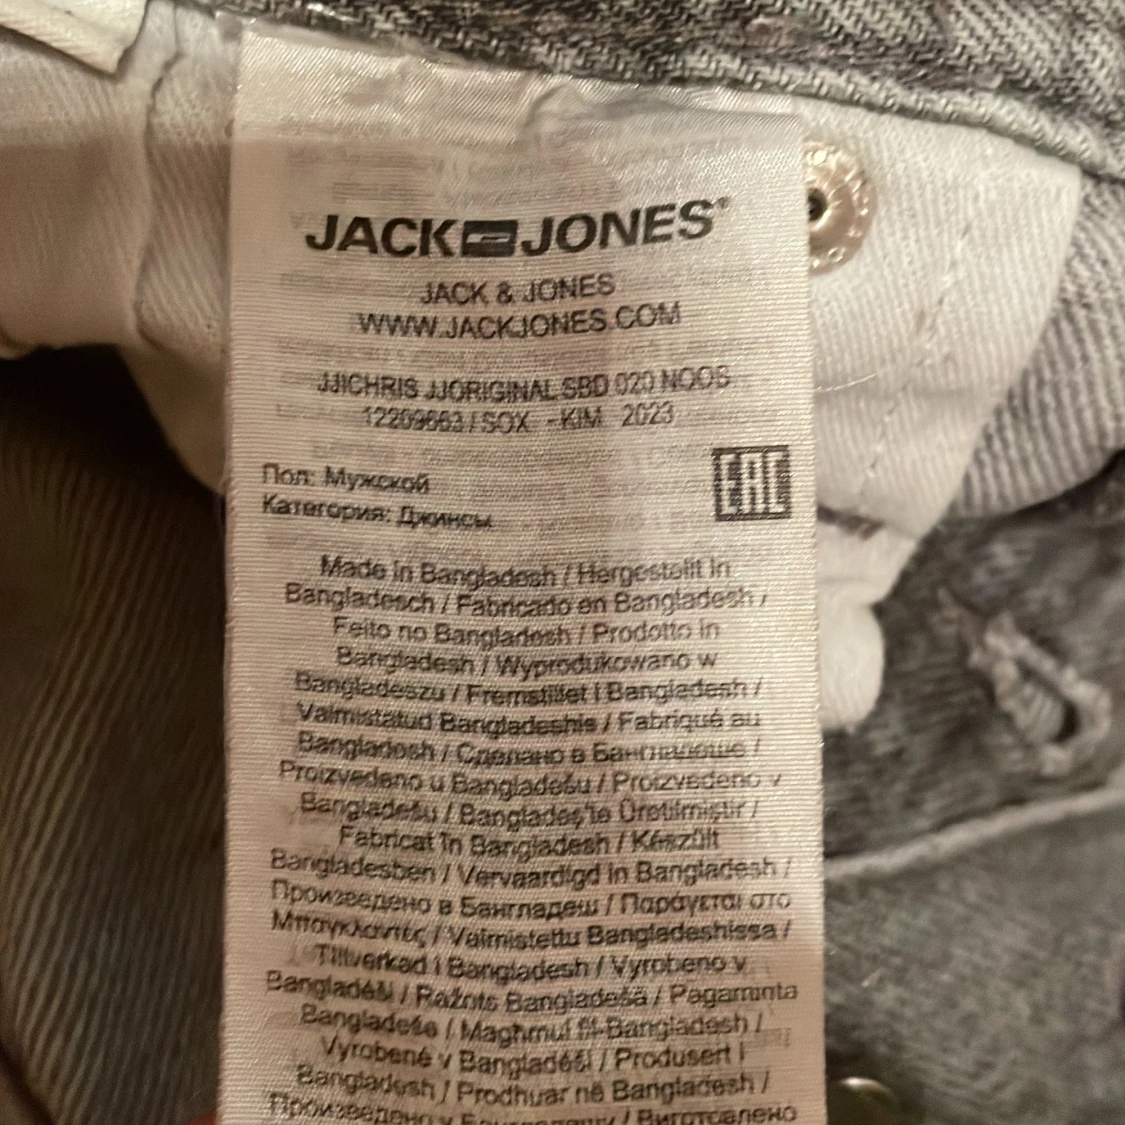 JACK JONES®
JACK & JONES
WWW.JACKJONES.COM
JJICHRIS JJORIGINAL SBD 020 NOOS
12209663 / SOX - KIM 2023
Пол: Мужской
EAC
Категория: Джинсы
Made in Bangladesh / Hergestellt in
Bangladesch / Fabricado en Bangladesh /
Feito no Bangladesh / Prodotto in
Bangladesh / Wyprodukowano w
Bangladeszu / Fremstillet i Bangladesh /
Valmistatud Bangladeshis / Fabriqué au
Bangladesh / Сделано в Бангладеше /
Proizvedeno u Bangladešu / Proizvedeno v
Bangladešu / Bangladeş'te Üretilmiştir /
Fabricat în Bangladesh / Készült
Bangladesben / Vervaardigd in Bangladesh /
Произведено в Бангладеш / Παράγεται στο
Μπαγκλαντές / Valmistettu Bangladeshissa /
Tillverkad i Bangladesh / Vyrobeno v
Bangladéši / Ražots Bangladešā / Pagaminta
Bangladeše / Maghmul fil-Bangladesh /
Vyrobené v Bangladéši / Produsert i
Bangladesh / Prodhuar në Bangladesh /
Произведено у Бангладешу / Виготовлено